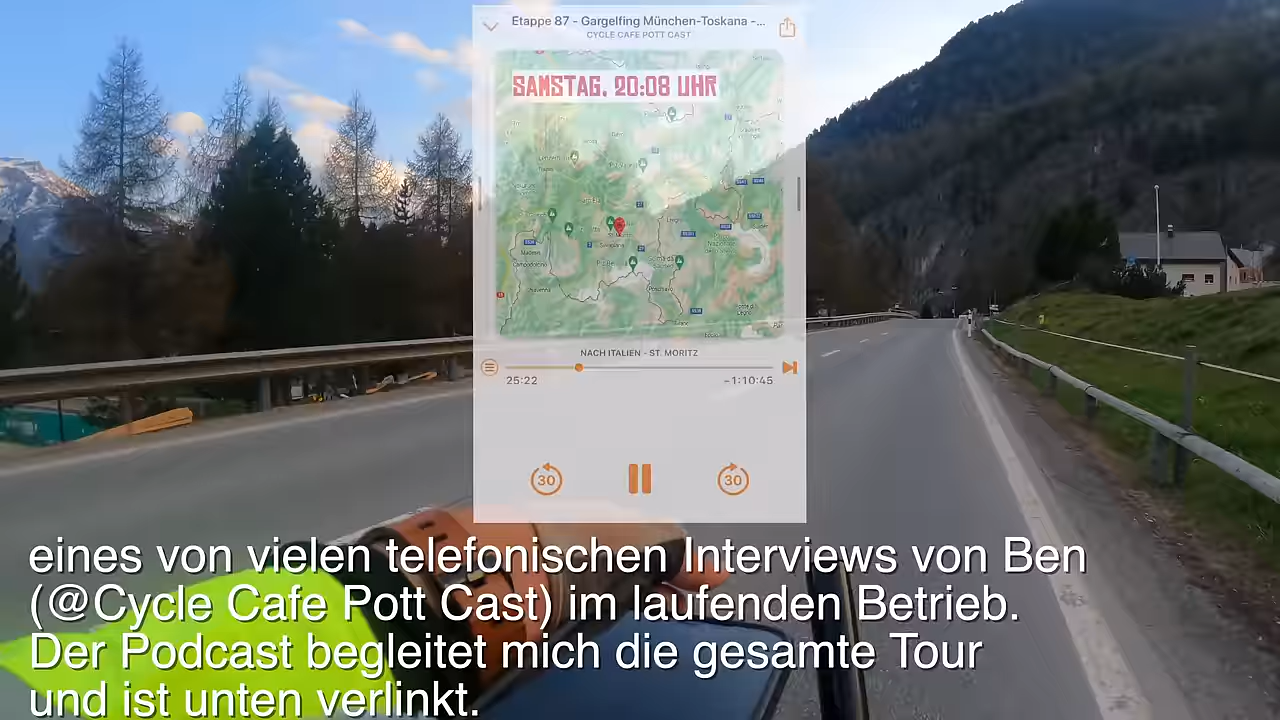 Etappe 87 - Gargelfing München-Toskana -...
CYCLE CAFE POTT CAST
SAMSTAG, 20:08 UHR
NACH ITALIEN - ST. MORITZ
25:22
-1:10:45
30
30
eines von vielen telefonischen Interviews von Ben
(@Cycle Cafe Pott Cast) im laufenden Betrieb.
Der Podcast begleitet mich die gesamte Tour
und ist unten verlinkt.